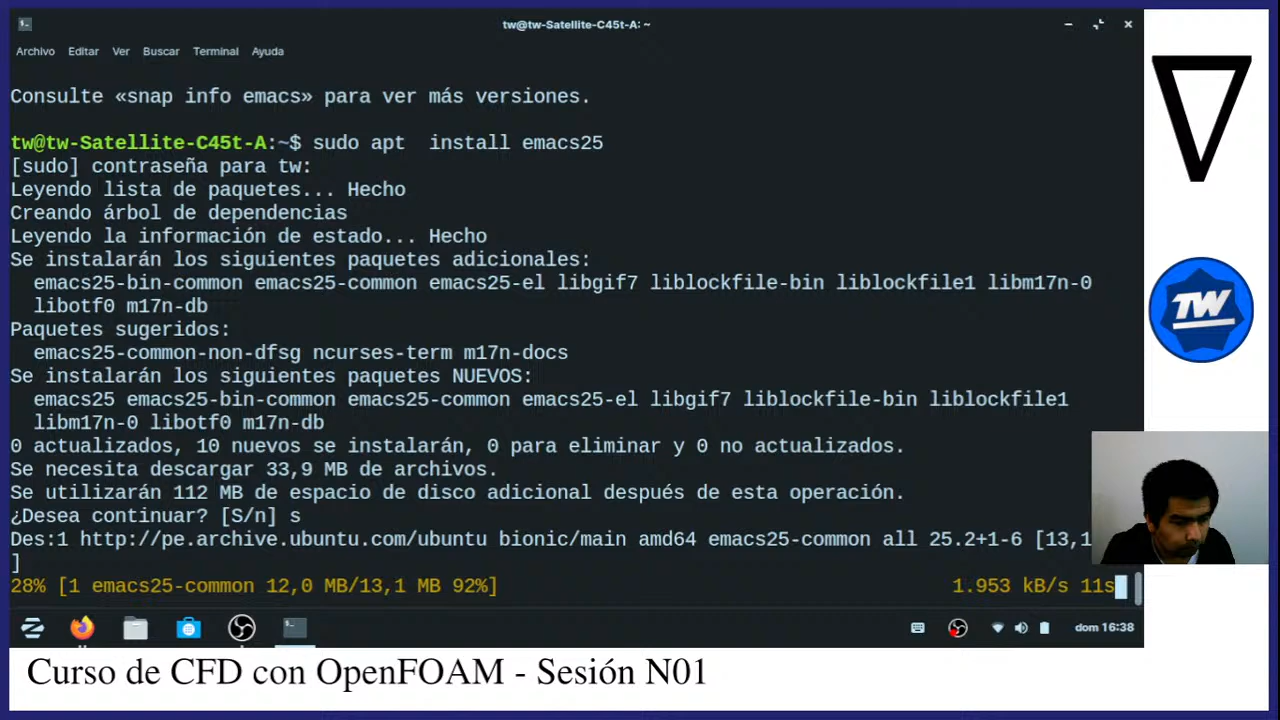 tw@tw-Satellite-C45t-A: ~
Archivo Editar Ver Buscar Terminal Ayuda
Consulte «snap info emacs» para ver más versiones.
tw@tw-Satellite-C45t-A:~$ sudo apt  install emacs25
[sudo] contraseña para tw:
Leyendo lista de paquetes... Hecho
Creando árbol de dependencias
Leyendo la información de estado... Hecho
Se instalarán los siguientes paquetes adicionales:
emacs25-bin-common emacs25-common emacs25-el libgif7 liblockfile-bin liblockfile1 libm17n-0
libotf0 m17n-db
Paquetes sugeridos:
emacs25-common-non-dfsg ncurses-term m17n-docs
Se instalarán los siguientes paquetes NUEVOS:
emacs25 emacs25-bin-common emacs25-common emacs25-el libgif7 liblockfile-bin liblockfile1
libm17n-0 libotf0 m17n-db
0 actualizados, 10 nuevos se instalarán, 0 para eliminar y 0 no actualizados.
Se necesita descargar 33,9 MB de archivos.
Se utilizarán 112 MB de espacio de disco adicional después de esta operación.
¿Desea continuar? [S/n] s
Des:1 http://pe.archive.ubuntu.com/ubuntu bionic/main amd64 emacs25-common all 25.2+1-6 [13,1
]
28% [1 emacs25-common 12,0 MB/13,1 MB 92%] 1.953 kB/s 11s
dom 16:38
TW
Curso de CFD con OpenFOAM - Sesión N01